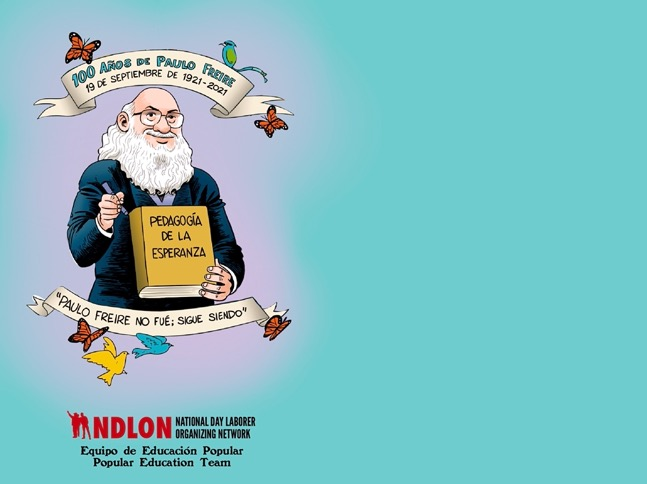 100 AÑOS DE PAULO FREIRE
19 DE SEPTIEMBRE DE 1921-2021
PEDAGOGÍA
DE LA
ESPERANZA
"PAULO FREIRE NO FUÉ; SIGUE SIENDO"
NDLON
NATIONAL DAY LABORER
ORGANIZING NETWORK
Equipo de Educación Popular
Popular Education Team